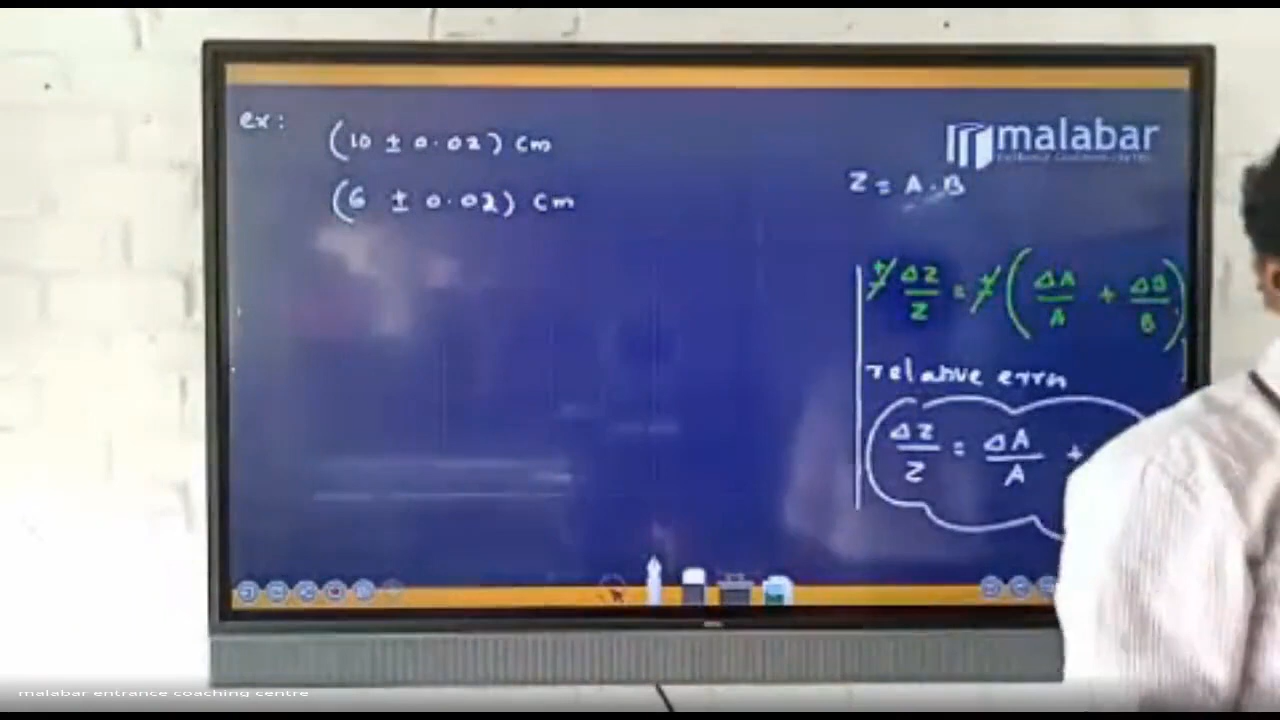 ex:
(10 ± 0.02) cm
(6 ± 0.02) cm
malabar
Z = A . B
± ΔZ/Z = ± (ΔA/A + ΔB/B)
relative error
ΔZ/Z = ΔA/A +
malabar entrance coaching centre